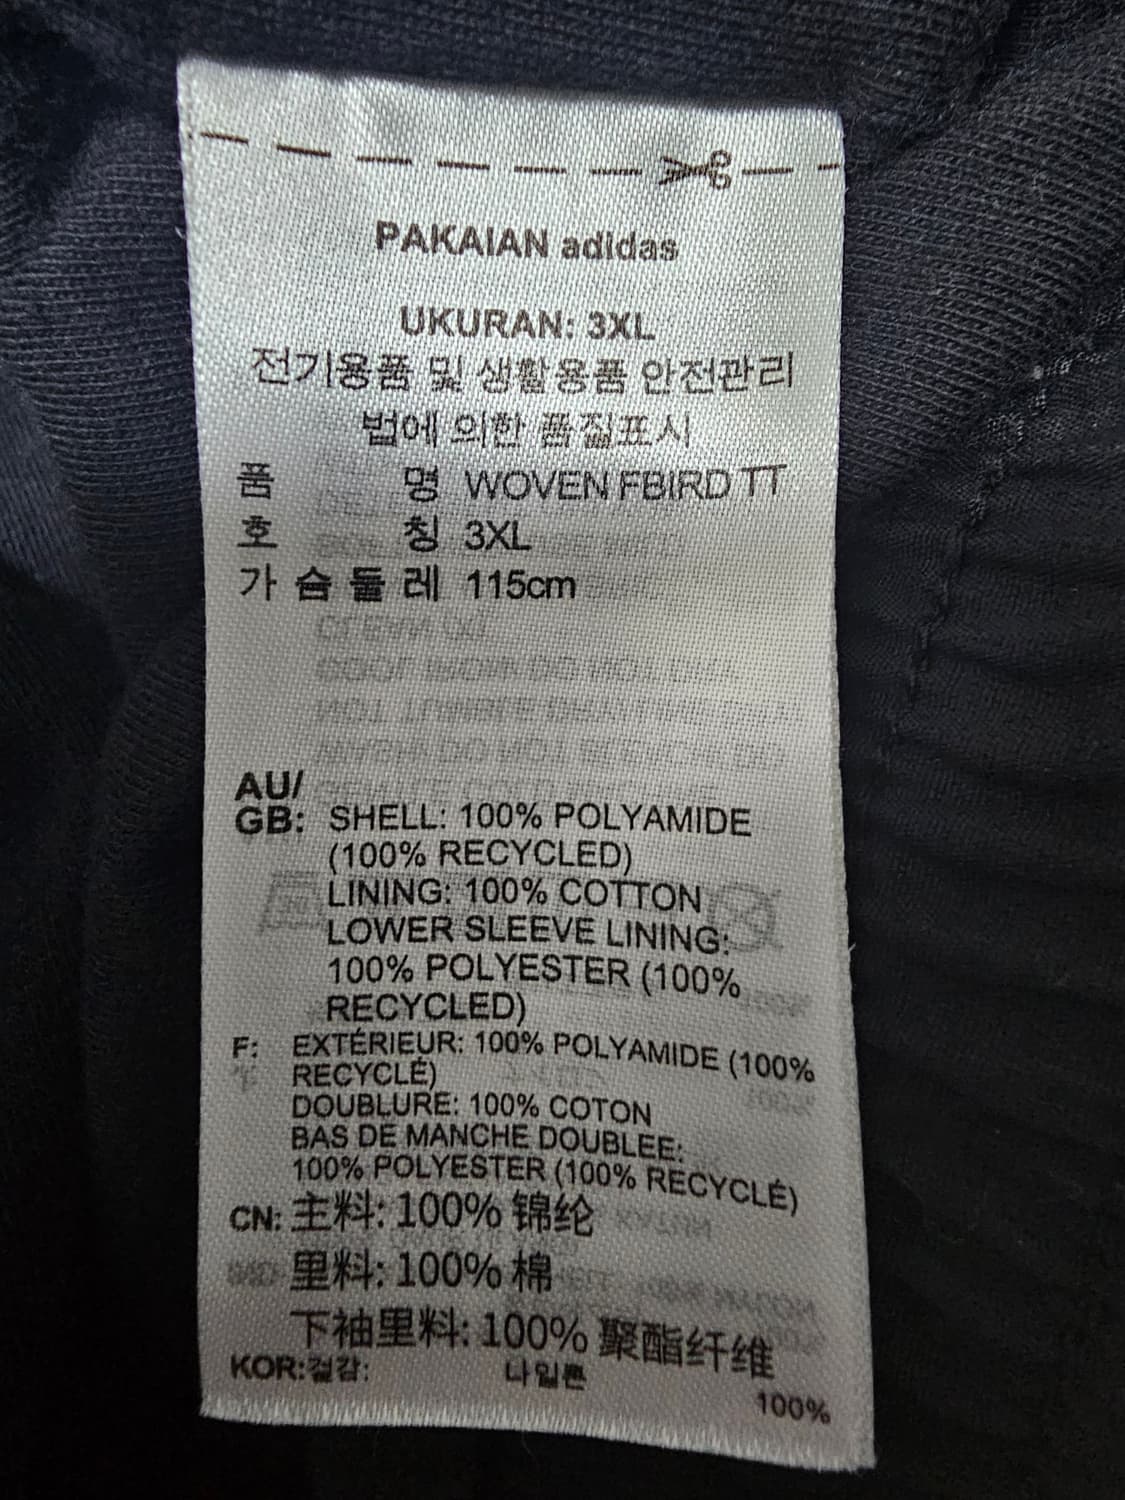 PAKAIAN adidas
UKURAN: 3XL
전기용품 및 생활용품 안전관리
법에 의한 품질표시
품 명 WOVEN FBIRD TT
호 칭 3XL
가 슴 둘 레 115cm
AU/
GB: SHELL: 100% POLYAMIDE
(100% RECYCLED)
LINING: 100% COTTON
LOWER SLEEVE LINING:
100% POLYESTER (100%
RECYCLED)
F: EXTÉRIEUR: 100% POLYAMIDE (100%
RECYCLÉ)
DOUBLURE: 100% COTON
BAS DE MANCHE DOUBLEE:
100% POLYESTER (100% RECYCLÉ)
CN: 主料: 100% 锦纶
里料: 100% 棉
下袖里料: 100% 聚酯纤维
KOR:겉감: 나일론
100%